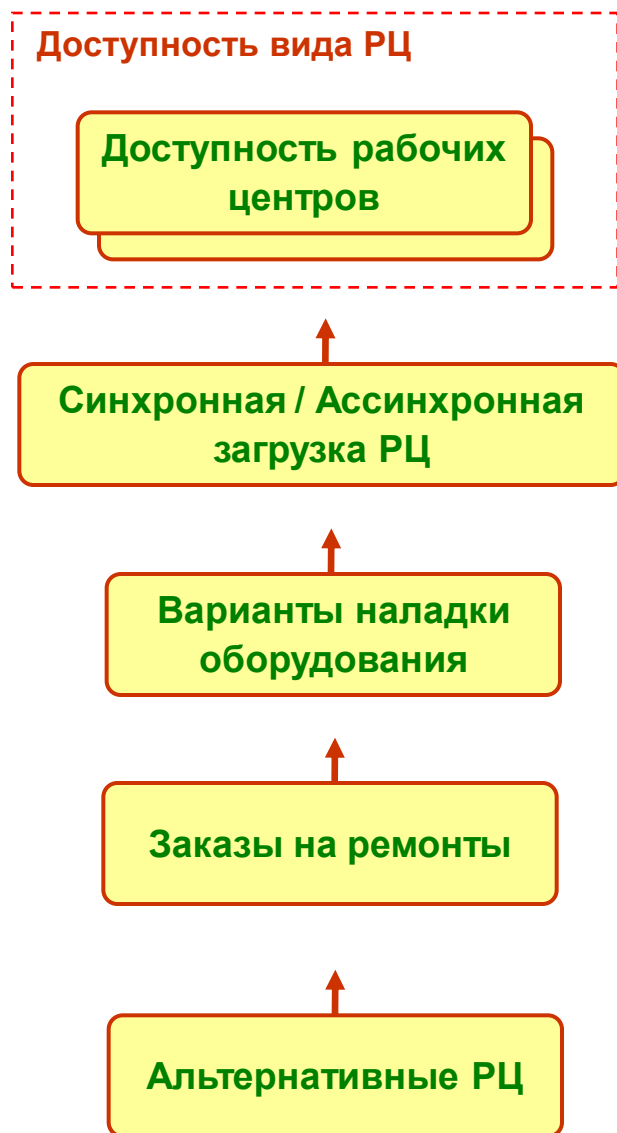 Доступность вида РЦ
Доступность рабочих
центров
Синхронная / Ассинхронная
загрузка РЦ
Варианты наладки
оборудования
Заказы на ремонты
Альтернативные РЦ